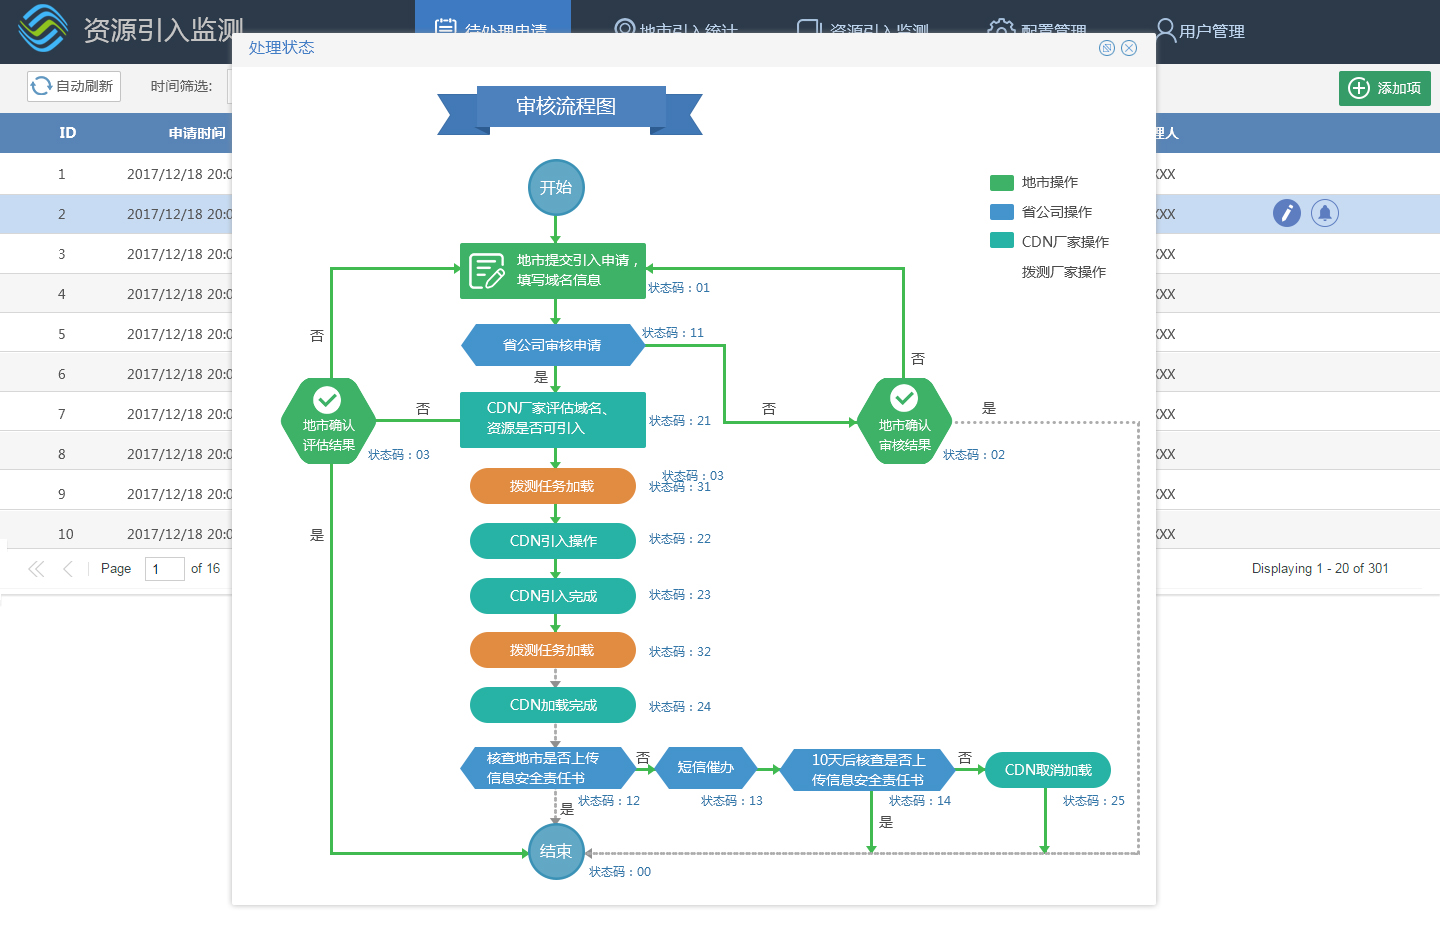 资源引入监测
待处理申请
地市引入统计
资源引入监测
配置管理
用户管理
处理状态
自动刷新
时间筛选:
添加项
ID
申请时间
理人
1
2017/12/18 20:0
XXX
2
2017/12/18 20:0
XXX
3
2017/12/18 20:0
XXX
4
2017/12/18 20:0
XXX
5
2017/12/18 20:0
XXX
6
2017/12/18 20:0
XXX
7
2017/12/18 20:0
XXX
8
2017/12/18 20:0
XXX
9
2017/12/18 20:0
XXX
10
2017/12/18 20:0
XXX
Page
1
of 16
Displaying 1 - 20 of 301
审核流程图
开始
地市操作
省公司操作
CDN厂家操作
拨测厂家操作
地市提交引入申请，
填写域名信息
状态码：01
否
省公司审核申请
状态码：11
否
是
CDN厂家评估域名、
资源是否可引入
状态码：21
否
否
是
地市确认
评估结果
状态码：03
地市确认
审核结果
状态码：02
状态码：03
拨测任务加载
状态码：31
是
CDN引入操作
状态码：22
CDN引入完成
状态码：23
拨测任务加载
状态码：32
CDN加载完成
状态码：24
核查地市是否上传
信息安全责任书
否
状态码：12
短信催办
状态码：13
10天后核查是否上
传信息安全责任书
否
状态码：14
CDN取消加载
状态码：25
是
是
结束
状态码：00